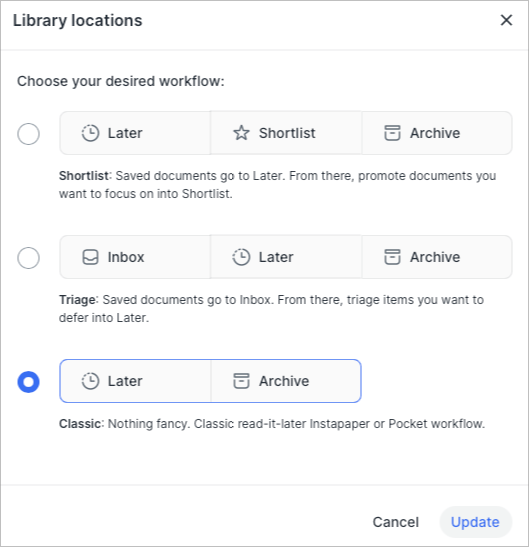 Library locations
Choose your desired workflow:
Later Shortlist Archive
Shortlist: Saved documents go to Later. From there, promote documents you
want to focus on into Shortlist.
Inbox Later Archive
Triage: Saved documents go to Inbox. From there, triage items you want to
defer into Later.
Later Archive
Classic: Nothing fancy. Classic read-it-later Instapaper or Pocket workflow.
Cancel Update